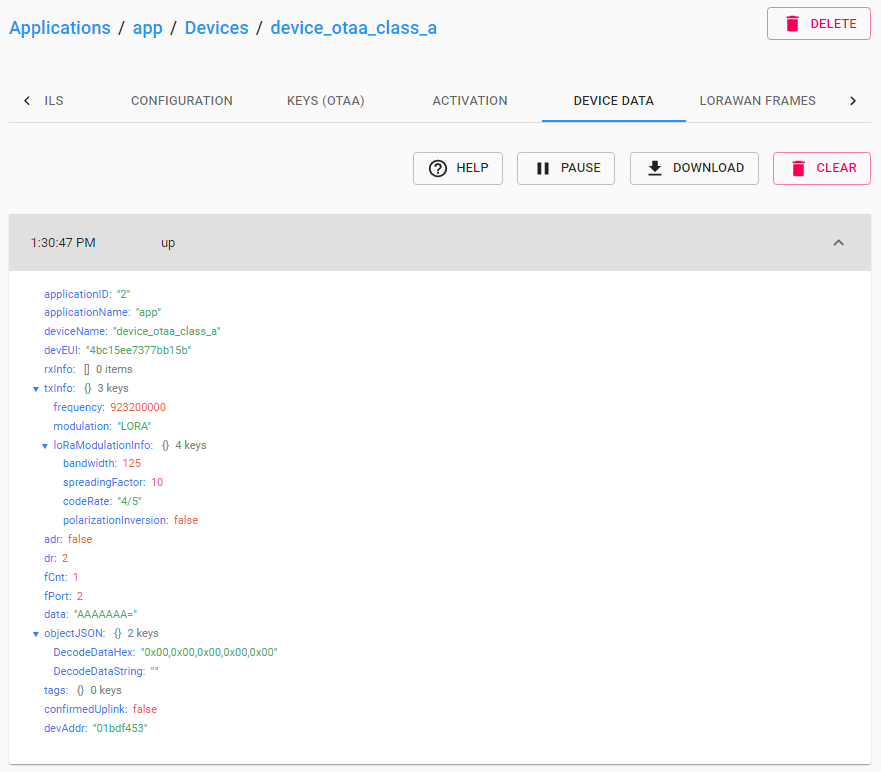 Applications / app / Devices / device_otaa_class_a
DELETE
ILS CONFIGURATION KEYS (OTAA) ACTIVATION DEVICE DATA LORAWAN FRAMES
HELP PAUSE DOWNLOAD CLEAR
1:30:47 PM up
applicationID: "2"
applicationName: "app"
deviceName: "device_otaa_class_a"
devEUI: "4bc15ee7377bb15b"
rxInfo: [] 0 items
txInfo: {} 3 keys
frequency: 923200000
modulation: "LORA"
loRaModulationInfo: {} 4 keys
bandwidth: 125
spreadingFactor: 10
codeRate: "4/5"
polarizationInversion: false
adr: false
dr: 2
fCnt: 1
fPort: 2
data: "AAAAAAA="
objectJSON: {} 2 keys
DecodeDataHex: "0x00,0x00,0x00,0x00,0x00"
DecodeDataString: ""
tags: {} 0 keys
confirmedUplink: false
devAddr: "01bdf453"